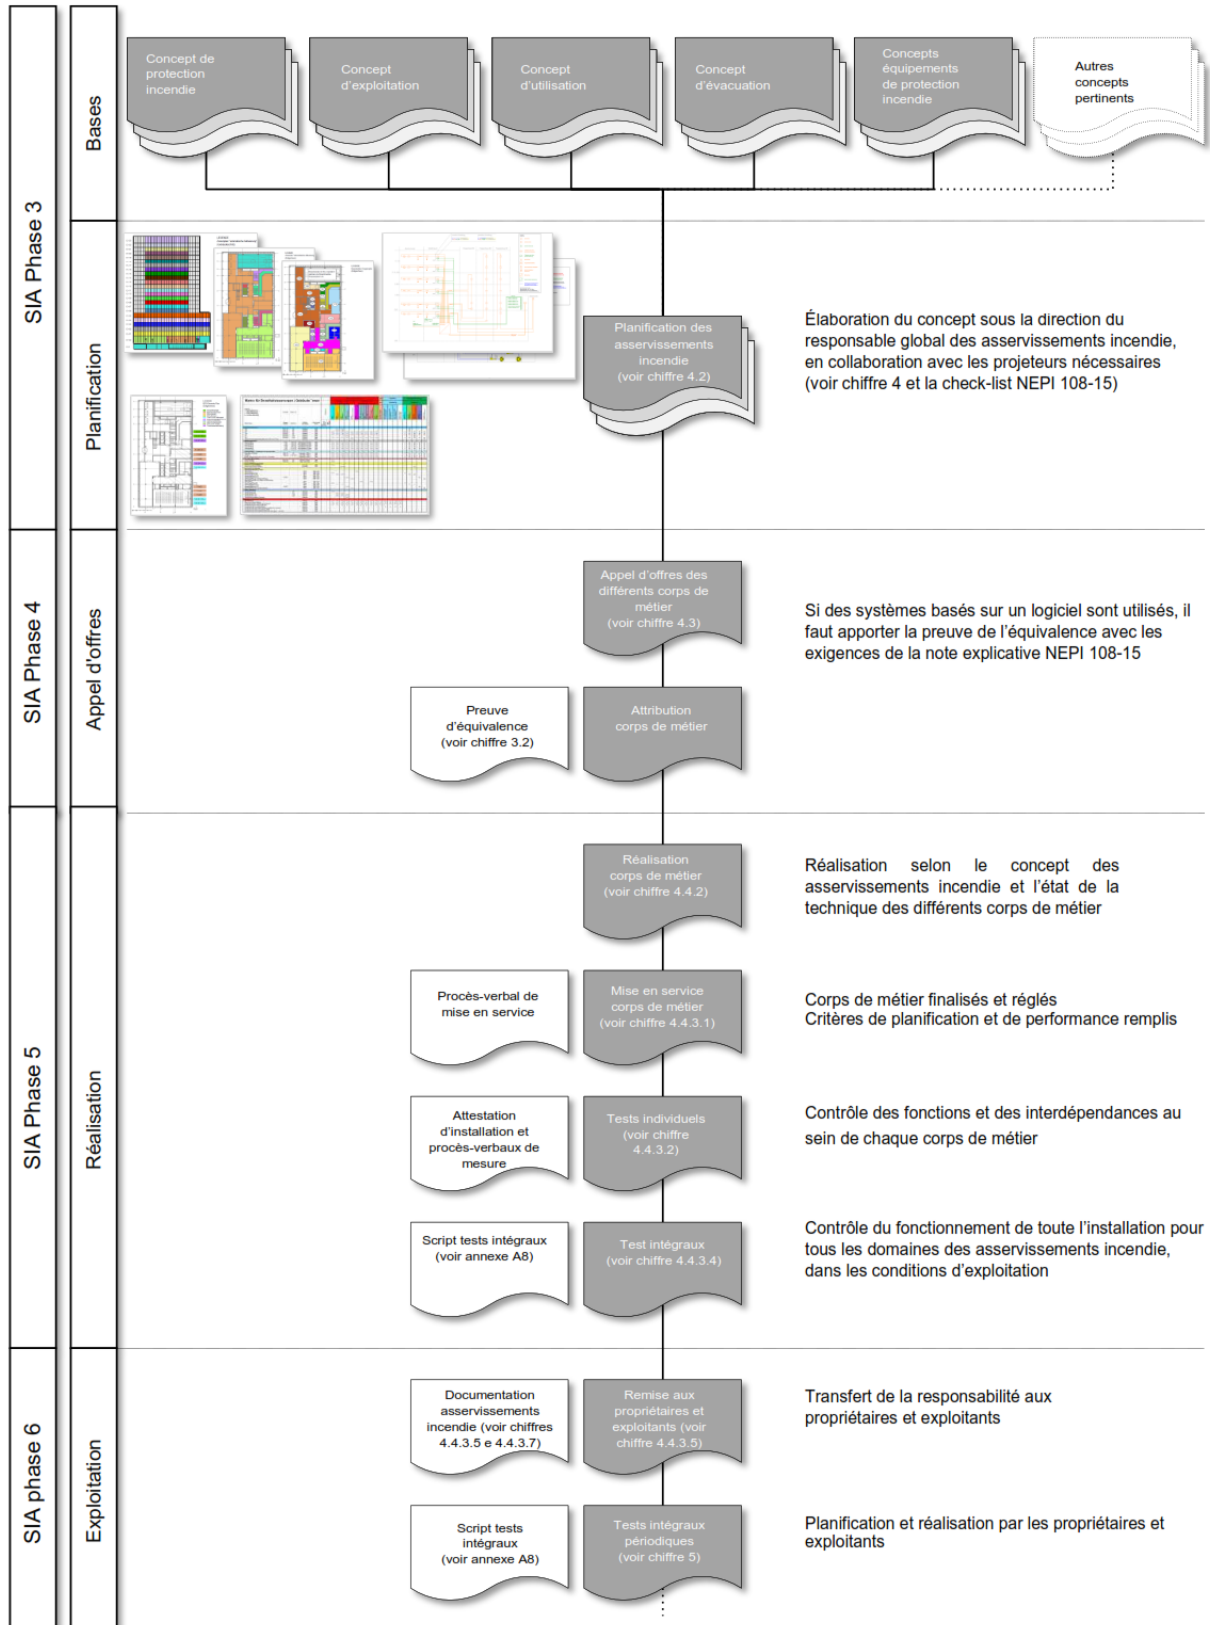 SIA Phase 3
Bases
Concept de
protection
incendie
Concept
d'exploitation
Concept
d'utilisation
Concept
d'évacuation
Concepts
équipements
de protection
incendie
Autres
concepts
pertinents
Planification
Planification des
asservissements
incendie
(voir chiffre 4.2)
Élaboration du concept sous la direction du
responsable global des asservissements incendie,
en collaboration avec les projeteurs nécessaires
(voir chiffre 4 et la check-list NEPI 108-15)
SIA Phase 4
Appel d'offres
Appel d'offres des
différents corps de
métier
(voir chiffre 4.3)
Si des systèmes basés sur un logiciel sont utilisés, il
faut apporter la preuve de l'équivalence avec les
exigences de la note explicative NEPI 108-15
Preuve
d'équivalence
(voir chiffre 3.2)
Attribution
corps de métier
SIA Phase 5
Réalisation
Réalisation
corps de métier
(voir chiffre 4.4.2)
Réalisation selon le concept des
asservissements incendie et l'état de la
technique des différents corps de métier
Procès-verbal de
mise en service
Mise en service
corps de métier
(voir chiffre 4.4.3.1)
Corps de métier finalisés et réglés
Critères de planification et de performance remplis
Attestation
d'installation et
procès-verbaux de
mesure
Tests individuels
(voir chiffre
4.4.3.2)
Contrôle des fonctions et des interdépendances au
sein de chaque corps de métier
Script tests intégraux
(voir annexe A8)
Test intégraux
(voir chiffre 4.4.3.4)
Contrôle du fonctionnement de toute l'installation pour
tous les domaines des asservissements incendie,
dans les conditions d'exploitation
SIA phase 6
Exploitation
Documentation
asservissements
incendie (voir chiffres
4.4.3.5 e 4.4.3.7)
Remise aux
propriétaires et
exploitants (voir
chiffre 4.4.3.5)
Transfert de la responsabilité aux
propriétaires et exploitants
Script tests
intégraux
(voir annexe A8)
Tests intégraux
périodiques
(voir chiffre 5)
Planification et réalisation par les propriétaires et
exploitants